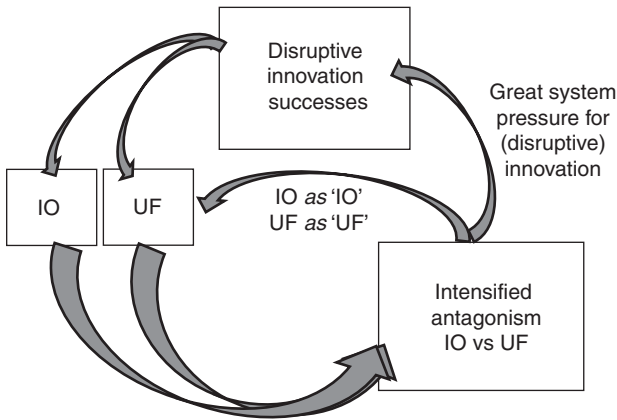 Disruptive
innovation
successes
Great system
pressure for
(disruptive)
innovation
IO
UF
IO as 'IO'
UF as 'UF'
Intensified
antagonism
IO vs UF